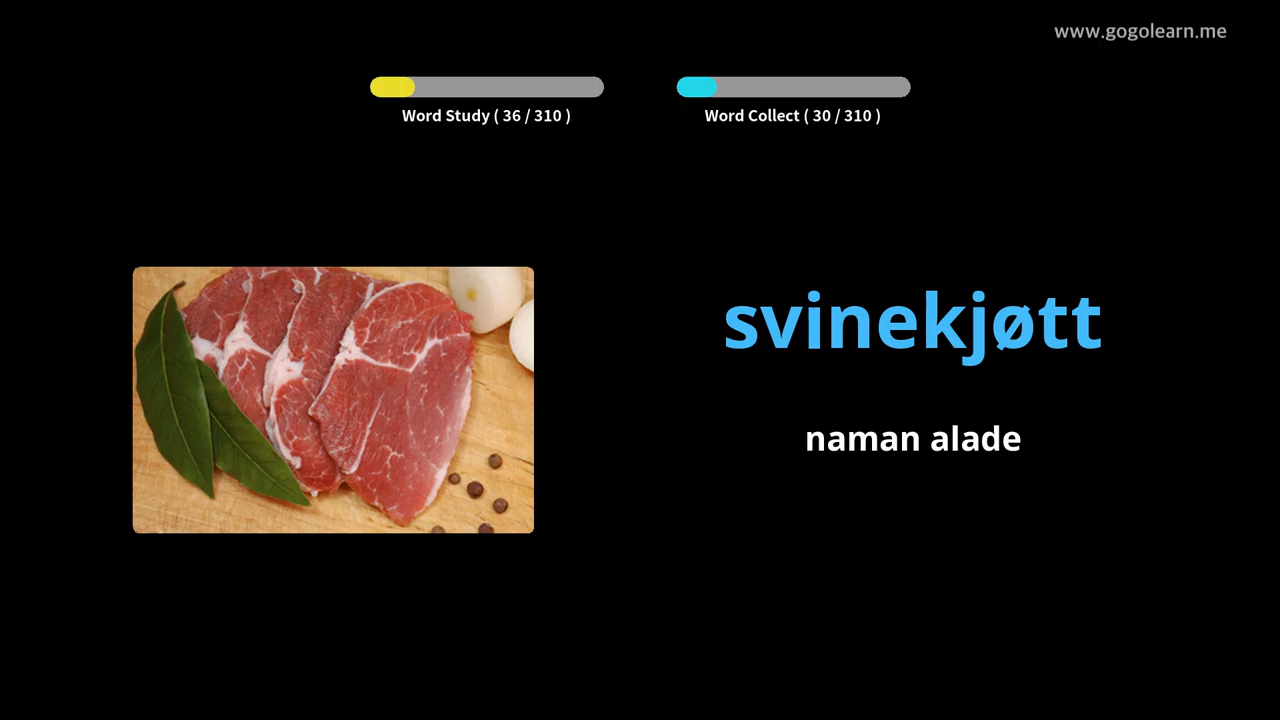 www.gogolearn.me
Word Study ( 36 / 310 )
Word Collect ( 30 / 310 )
svinekjøtt
naman alade